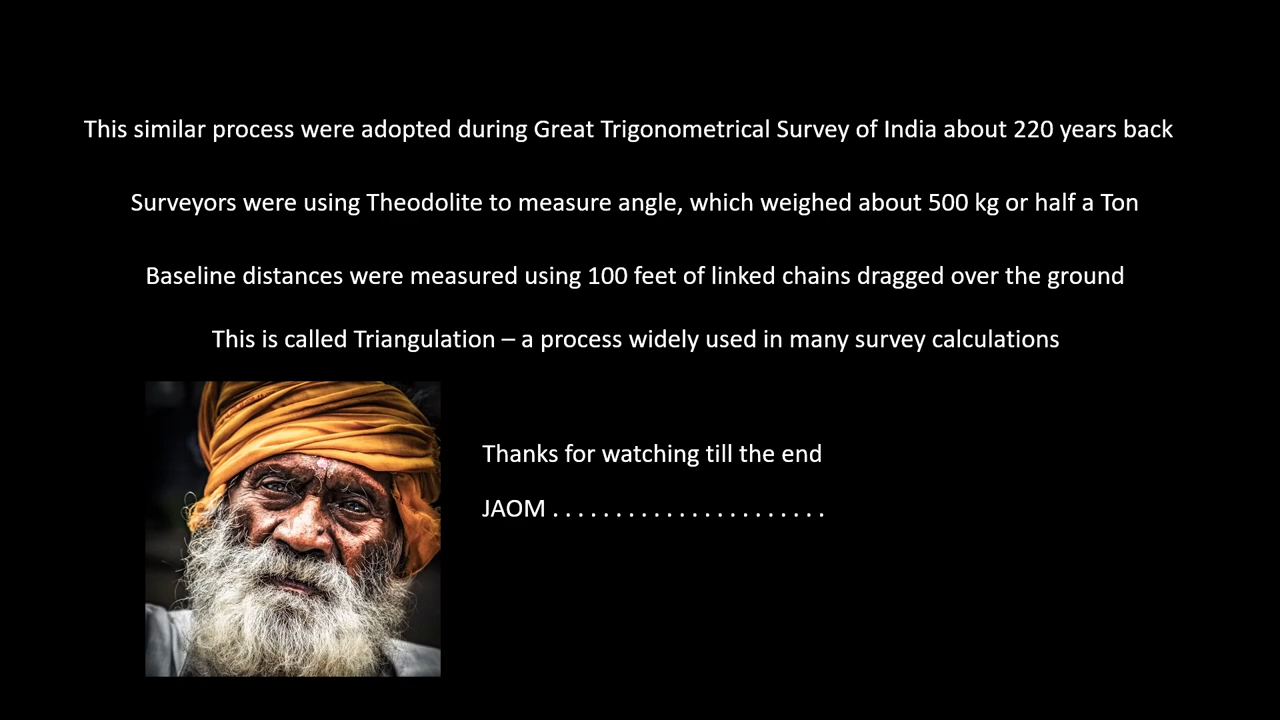 This similar process were adopted during Great Trigonometrical Survey of India about 220 years back
Surveyors were using Theodolite to measure angle, which weighed about 500 kg or half a Ton
Baseline distances were measured using 100 feet of linked chains dragged over the ground
This is called Triangulation – a process widely used in many survey calculations
Thanks for watching till the end
JAOM . . . . . . . . . . . . . . . . . . . . . .